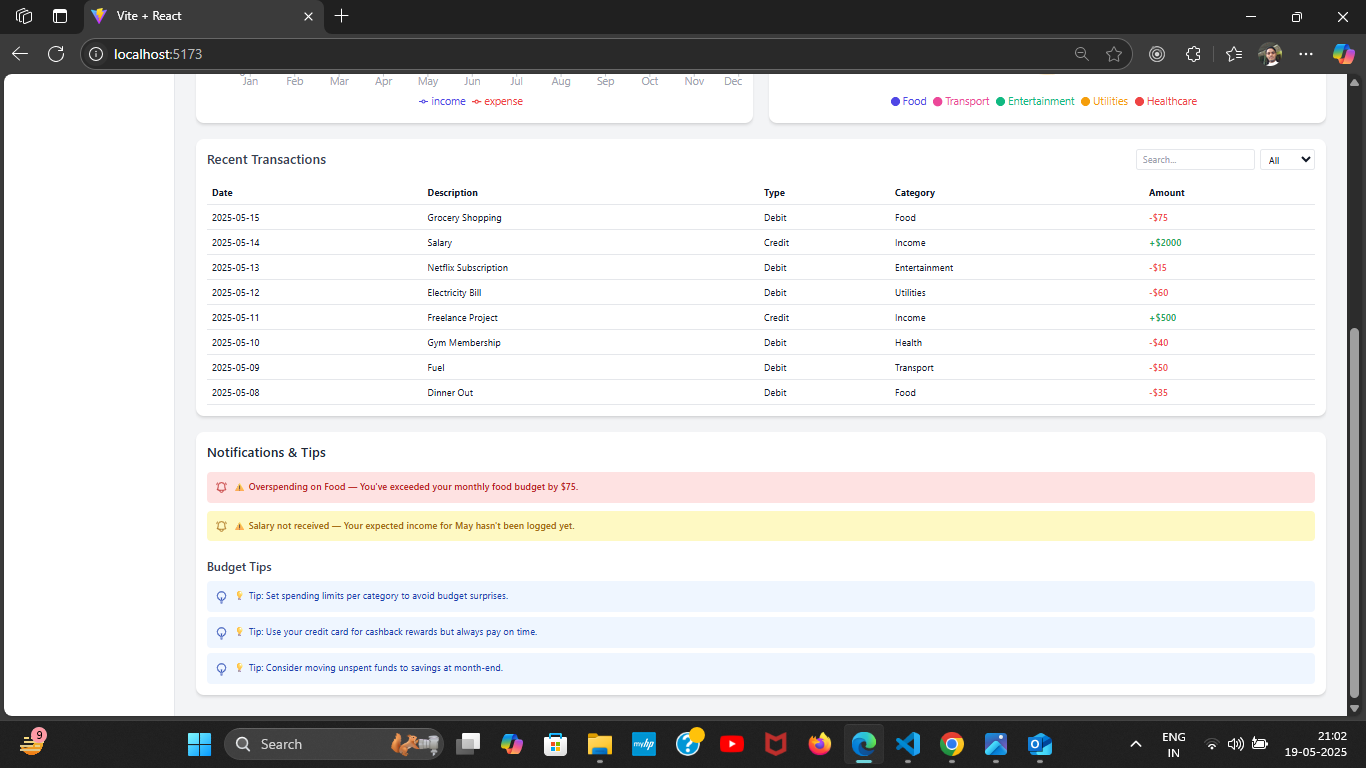 Vite + React
localhost:5173
Jan Feb Mar Apr May Jun Jul Aug Sep Oct Nov Dec
income expense
Food Transport Entertainment Utilities Healthcare
Recent Transactions
Search...
All
Date Description Type Category Amount
2025-05-15 Grocery Shopping Debit Food -$75
2025-05-14 Salary Credit Income +$2000
2025-05-13 Netflix Subscription Debit Entertainment -$15
2025-05-12 Electricity Bill Debit Utilities -$60
2025-05-11 Freelance Project Credit Income +$500
2025-05-10 Gym Membership Debit Health -$40
2025-05-09 Fuel Debit Transport -$50
2025-05-08 Dinner Out Debit Food -$35
Notifications & Tips
⚠️ Overspending on Food — You've exceeded your monthly food budget by $75.
⚠️ Salary not received — Your expected income for May hasn't been logged yet.
Budget Tips
💡 Tip: Set spending limits per category to avoid budget surprises.
💡 Tip: Use your credit card for cashback rewards but always pay on time.
💡 Tip: Consider moving unspent funds to savings at month-end.
9
Search
myhp
ENG
IN
21:02
19-05-2025